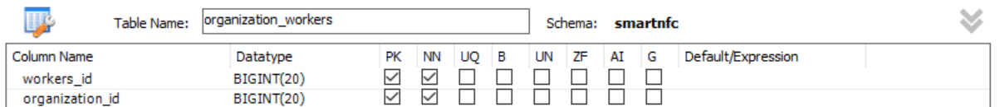 Table Name: organization_workers Schema: smartnfc
Column Name Datatype PK NN UQ B UN ZF AI G Default/Expression
workers_id BIGINT(20)
organization_id BIGINT(20)